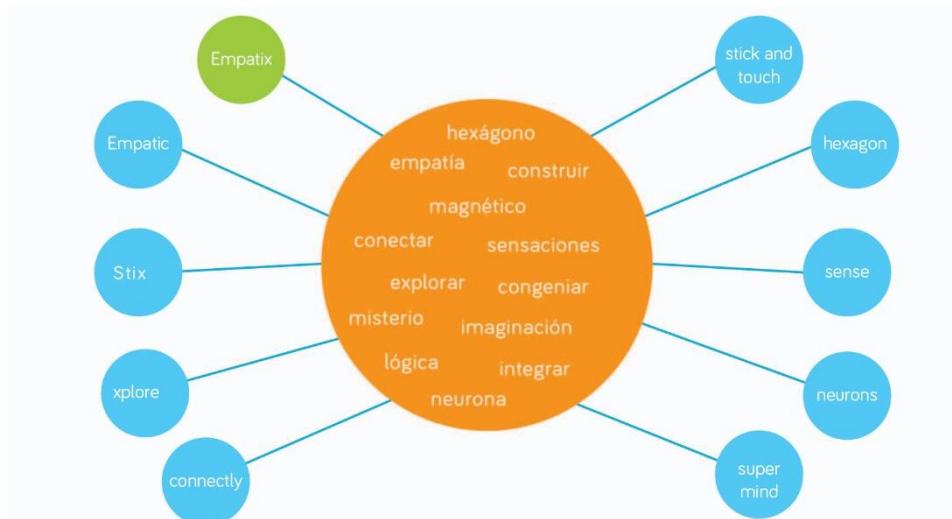 Empatix
stick and
touch
Empatic
hexagon
hexágono
empatía
construir
magnético
conectar
sensaciones
Stix
sense
explorar
congeniar
misterio
imaginación
lógica
integrar
neurona
xplore
neurons
connectly
super
mind